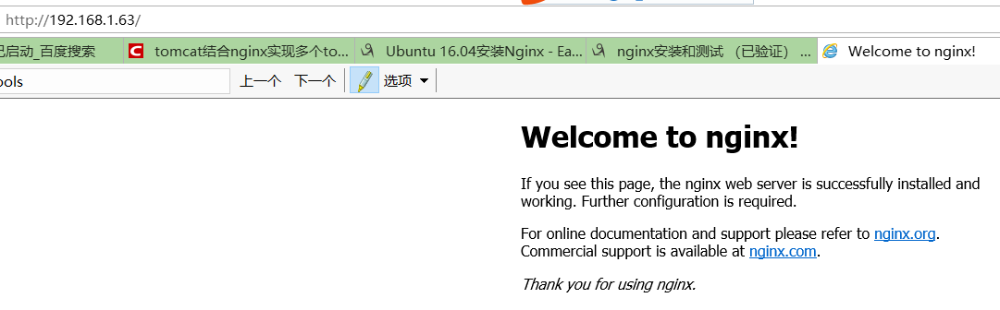 http://192.168.1.63/
已启动_百度搜索
tomcat结合nginx实现多个to...
Ubuntu 16.04安装Nginx - Ea...
nginx安装和测试 （已验证） ...
Welcome to nginx!
ools
上一个
下一个
选项
Welcome to nginx!
If you see this page, the nginx web server is successfully installed and
working. Further configuration is required.
For online documentation and support please refer to nginx.org.
Commercial support is available at nginx.com.
Thank you for using nginx.